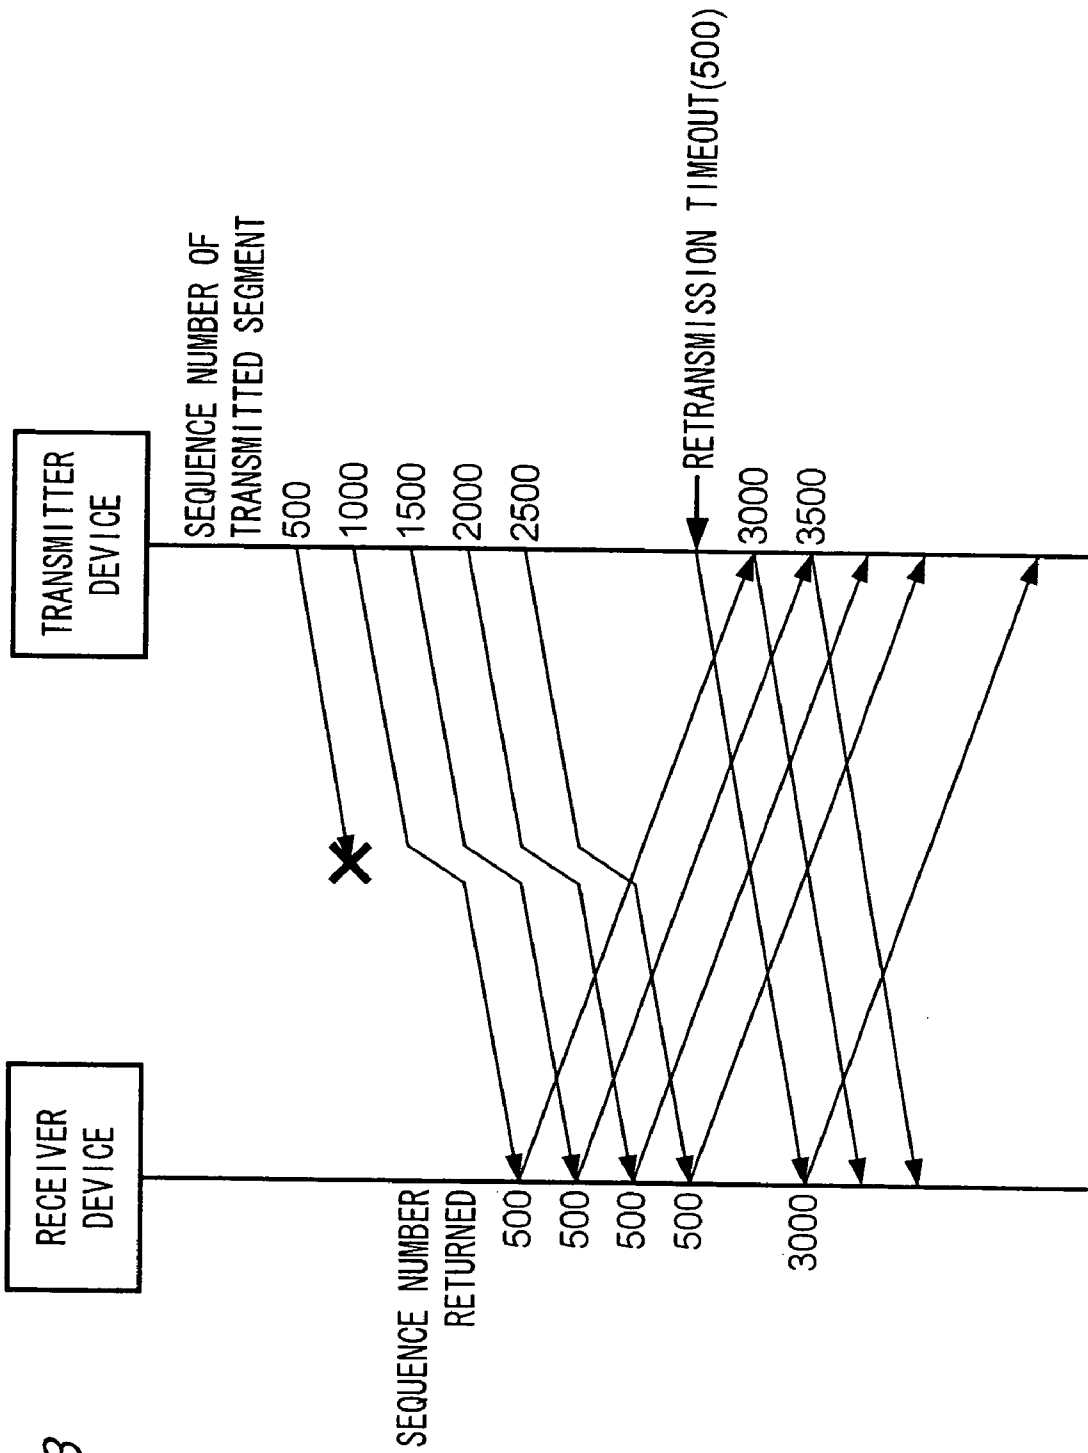 RECEIVER
DEVICE
TRANSMITTER
DEVICE
SEQUENCE NUMBER OF
TRANSMITTED SEGMENT
500
1000
1500
2000
2500
RETRANSMISSION TIMEOUT(500)
3000
3500
SEQUENCE NUMBER
RETURNED
500
500
500
500
3000
3